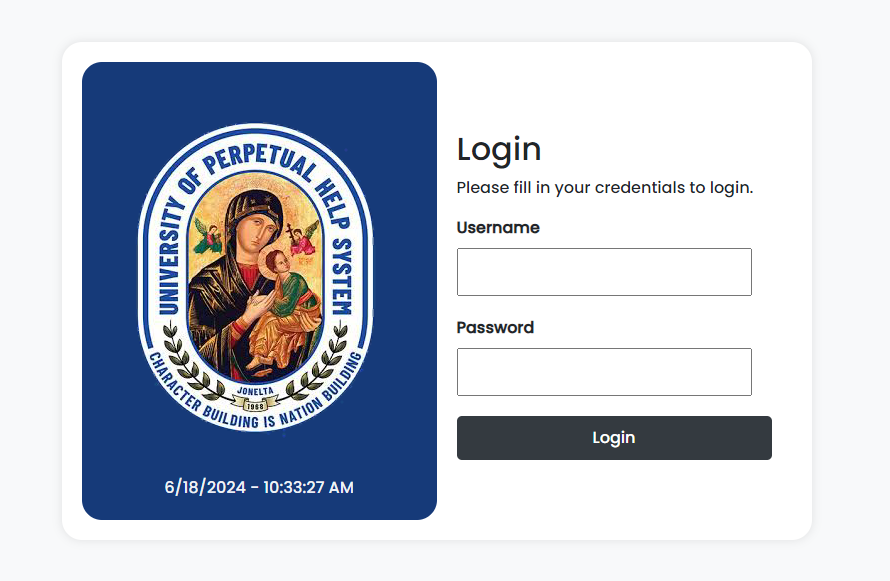 UNIVERSITY OF PERPETUAL HELP SYSTEM
JONELTA
1968
CHARACTER BUILDING IS NATION BUILDING
6/18/2024 - 10:33:27 AM
Login
Please fill in your credentials to login.
Username
Password
Login